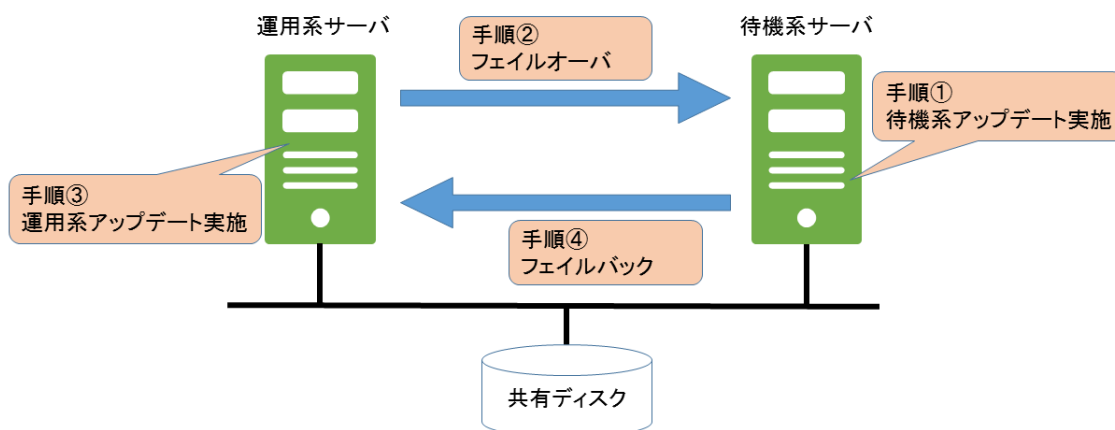 運用系サーバ
待機系サーバ
手順②
フェイルオーバ
手順①
待機系アップデート実施
手順③
運用系アップデート実施
手順④
フェイルバック
共有ディスク